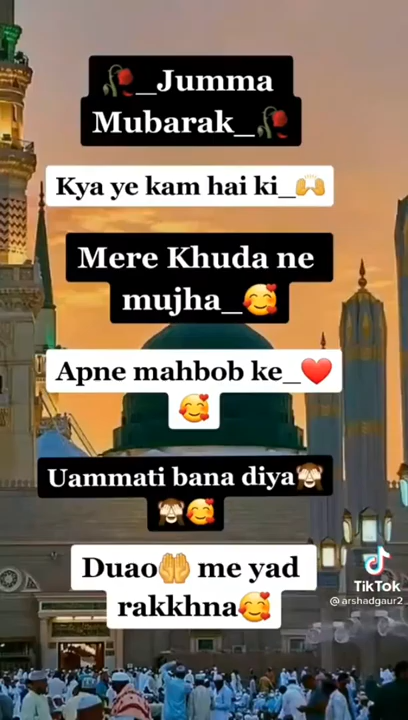 🥀_Jumma
Mubarak_🥀
Kya ye kam hai ki_🙌
Mere Khuda ne
mujha_🥰
Apne mahbob ke_❤️
🥰
Uammati bana diya🙈
🙈🥰
Duao🤲 me yad
rakkhna🥰
TikTok
@arshadgaur2_